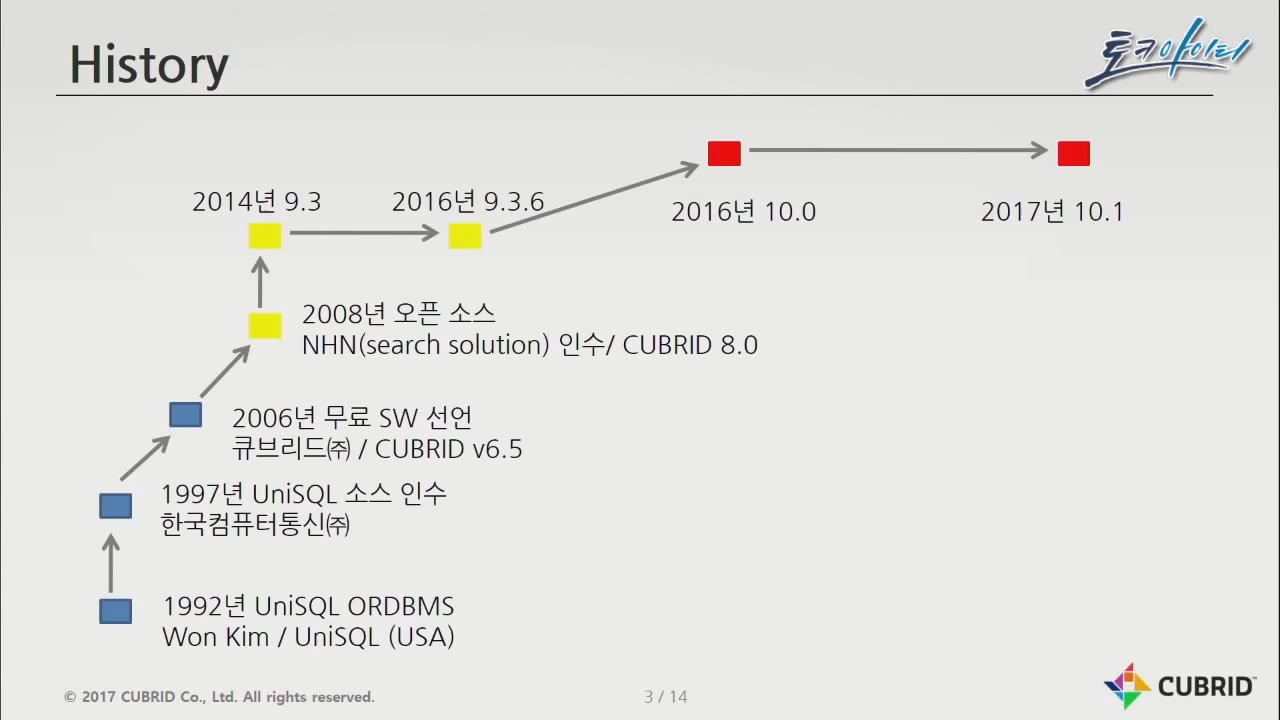 History
토크아이티
2014년 9.3
2016년 9.3.6
2016년 10.0
2017년 10.1
2008년 오픈 소스
NHN(search solution) 인수/ CUBRID 8.0
2006년 무료 SW 선언
큐브리드㈜ / CUBRID v6.5
1997년 UniSQL 소스 인수
한국컴퓨터통신㈜
1992년 UniSQL ORDBMS
Won Kim / UniSQL (USA)
© 2017 CUBRID Co., Ltd. All rights reserved.
3 / 14
CUBRID™